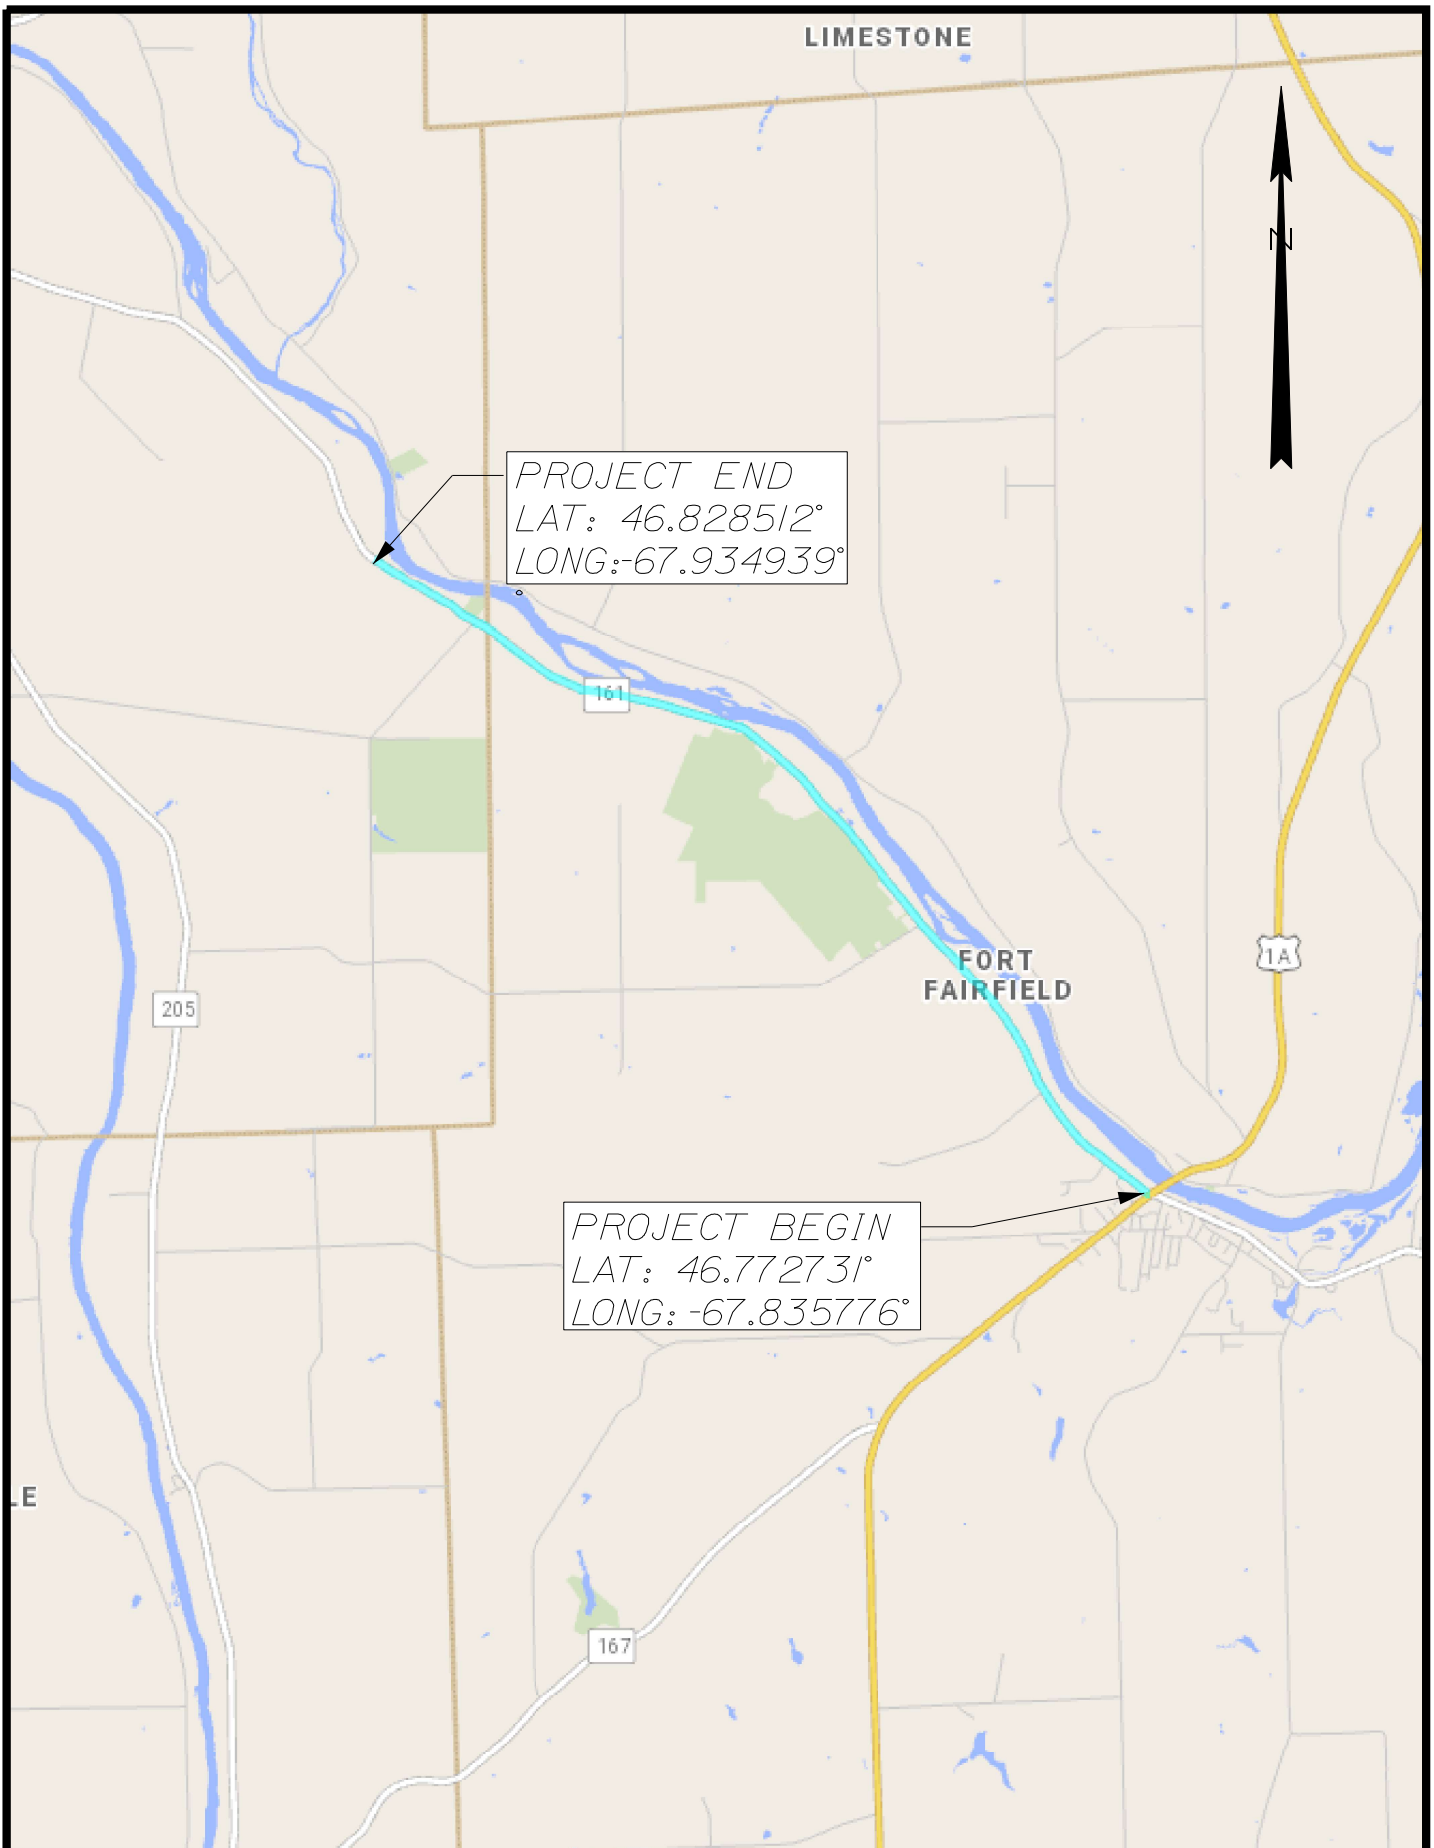 LIMESTONE
N
PROJECT END
LAT: 46.828512°
LONG:-67.934939°
°
161
FORT
FAIRFIELD
1A
205
PROJECT BEGIN
LAT: 46.772731°
LONG: -67.835776°
LE
167